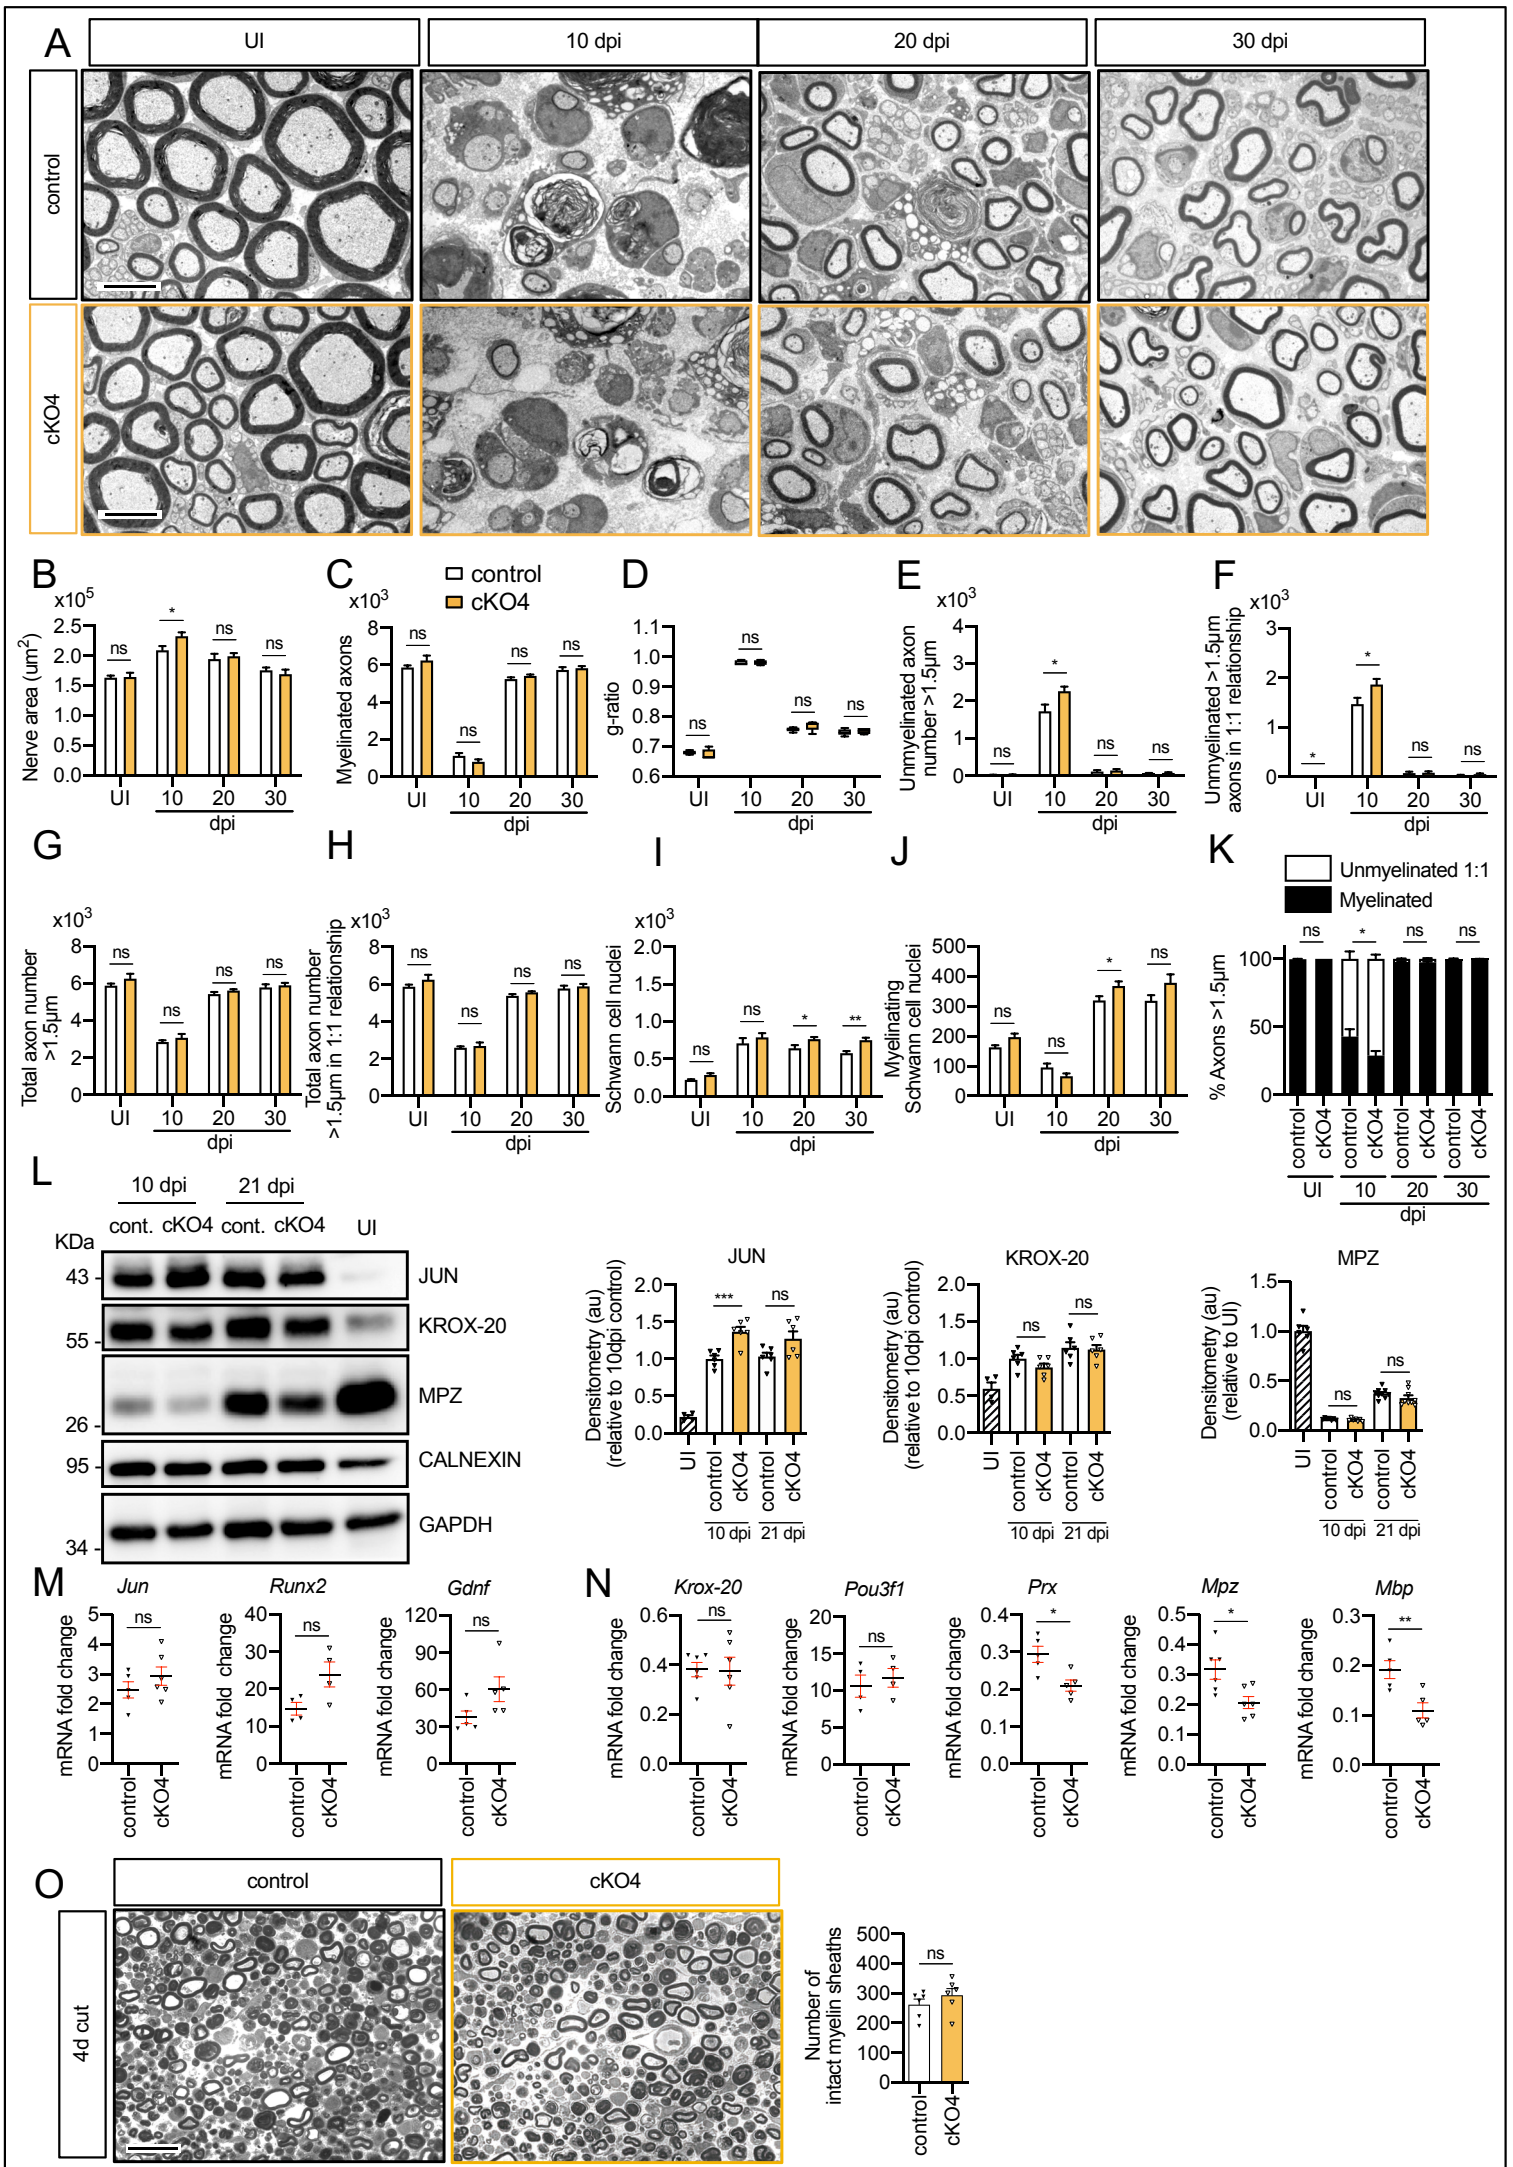 A
UI
10 dpi
20 dpi
30 dpi
control
cKO4
B
x10⁵
Nerve area (um²)
2.5
2.0
1.5
1.0
0.5
0.0
ns
*
ns
ns
UI
10
20
30
dpi
C
control
cKO4
x10³
Myelinated axons
8
6
4
2
0
ns
ns
ns
ns
UI
10
20
30
dpi
D
g-ratio
1.1
1.0
0.9
0.8
0.7
0.6
ns
ns
ns
ns
UI
10
20
30
dpi
E
x10³
Unmyelinated axon
number >1.5µm
4
3
2
1
0
ns
*
ns
ns
UI
10
20
30
dpi
F
x10³
Unmyelinated >1.5µm
axons in 1:1 relationship
3
2
1
0
*
*
ns
ns
UI
10
20
30
dpi
G
x10³
Total axon number
>1.5µm
8
6
4
2
0
ns
ns
ns
ns
UI
10
20
30
dpi
H
x10³
Total axon number
>1.5µm in 1:1 relationship
8
6
4
2
0
ns
ns
ns
ns
UI
10
20
30
dpi
I
x10³
Schwann cell nuclei
2.0
1.5
1.0
0.5
0.0
ns
ns
*
**
UI
10
20
30
dpi
J
Myelinating
Schwann cell nuclei
500
400
300
200
100
0
ns
ns
*
ns
UI
10
20
30
dpi
K
Unmyelinated 1:1
Myelinated
% Axons >1.5µm
100
50
0
ns
*
ns
ns
control
cKO4
control
cKO4
control
cKO4
control
cKO4
UI
10
20
30
dpi
L
10 dpi
21 dpi
cont. cKO4 cont. cKO4 UI
KDa
43 - JUN
KROX-20
55 -
MPZ
26 -
95 - CALNEXIN
GAPDH
34 -
JUN
Densitometry (au)
(relative to 10dpi control)
2.0
1.5
1.0
0.5
0.0
***
ns
UI
control
cKO4
control
cKO4
10 dpi
21 dpi
KROX-20
Densitometry (au)
(relative to 10dpi control)
2.0
1.5
1.0
0.5
0.0
ns
ns
UI
control
cKO4
control
cKO4
10 dpi
21 dpi
MPZ
Densitometry (au)
(relative to UI)
1.5
1.0
0.5
0.0
ns
ns
UI
control
cKO4
control
cKO4
10 dpi
21 dpi
M
Jun
mRNA fold change
5
4
3
2
1
0
ns
control
cKO4
Runx2
mRNA fold change
40
30
20
10
0
ns
control
cKO4
Gdnf
mRNA fold change
120
90
60
30
0
ns
control
cKO4
N
Krox-20
mRNA fold change
0.6
0.4
0.2
0.0
ns
control
cKO4
Pou3f1
mRNA fold change
20
15
10
5
0
ns
control
cKO4
Prx
mRNA fold change
0.4
0.3
0.2
0.1
0.0
*
control
cKO4
Mpz
mRNA fold change
0.5
0.4
0.3
0.2
0.1
0.0
*
control
cKO4
Mbp
mRNA fold change
0.3
0.2
0.1
0.0
**
control
cKO4
O
control
cKO4
4d cut
Number of
intact myelin sheaths
500
400
300
200
100
0
ns
control
cKO4